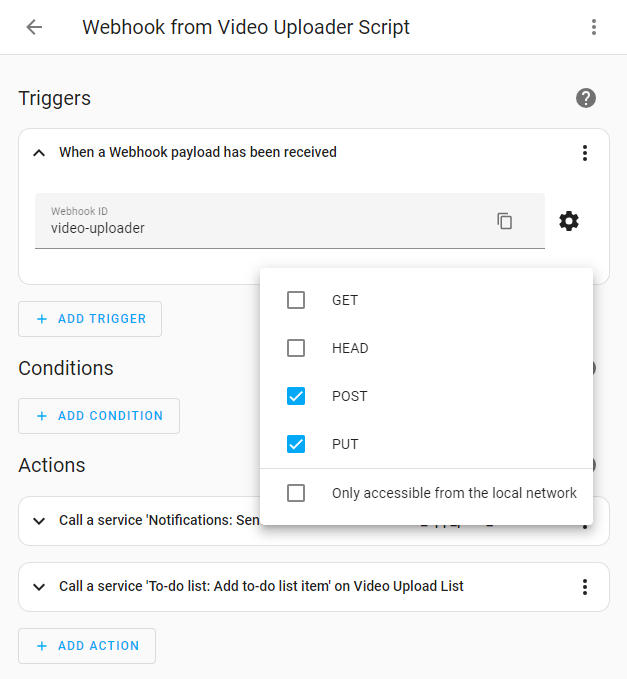 Webhook from Video Uploader Script
Triggers
When a Webhook payload has been received
Webhook ID
video-uploader
GET
HEAD
POST
PUT
Only accessible from the local network
+ ADD TRIGGER
Conditions
+ ADD CONDITION
Actions
Call a service 'Notifications: Sen
Call a service 'To-do list: Add to-do list item' on Video Upload List
+ ADD ACTION